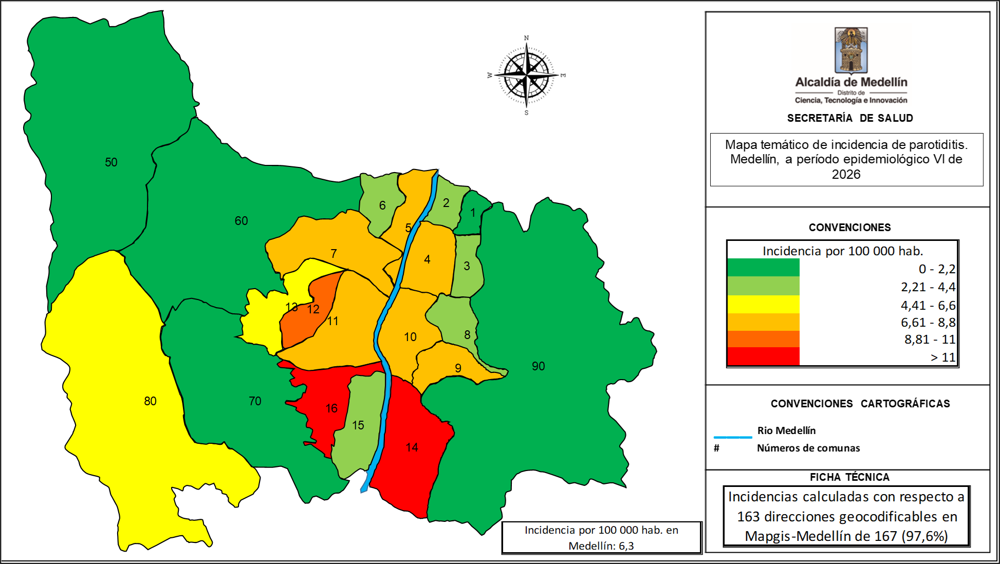 N
W
E
S
50
60
6
5
2
1
7
4
3
13
12
11
10
8
9
90
80
70
16
15
14
Incidencia por 100 000 hab. en
Medellín: 6,3
Alcaldía de Medellín
Distrito de
Ciencia, Tecnología e Innovación
SECRETARÍA DE SALUD
Mapa temático de incidencia de parotiditis.
Medellín, a período epidemiológico VI de
2026
CONVENCIONES
Incidencia por 100 000 hab.
0 - 2,2
2,21 - 4,4
4,41 - 6,6
6,61 - 8,8
8,81 - 11
> 11
CONVENCIONES CARTOGRÁFICAS
Rio Medellín
# Números de comunas
FICHA TÉCNICA
Incidencias calculadas con respecto a
163 direcciones geocodificables en
Mapgis-Medellín de 167 (97,6%)